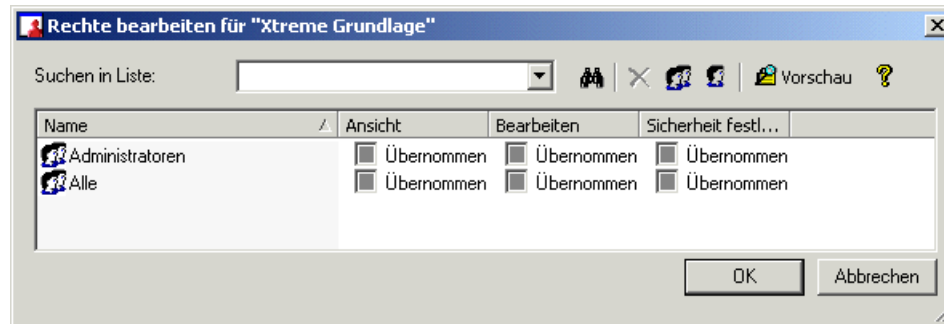 Rechte bearbeiten für "Xtreme Grundlage"
Suchen in Liste: Vorschau
Name Ansicht Bearbeiten Sicherheit festl...
Administratoren Übernommen Übernommen Übernommen
Alle Übernommen Übernommen Übernommen
OK Abbrechen